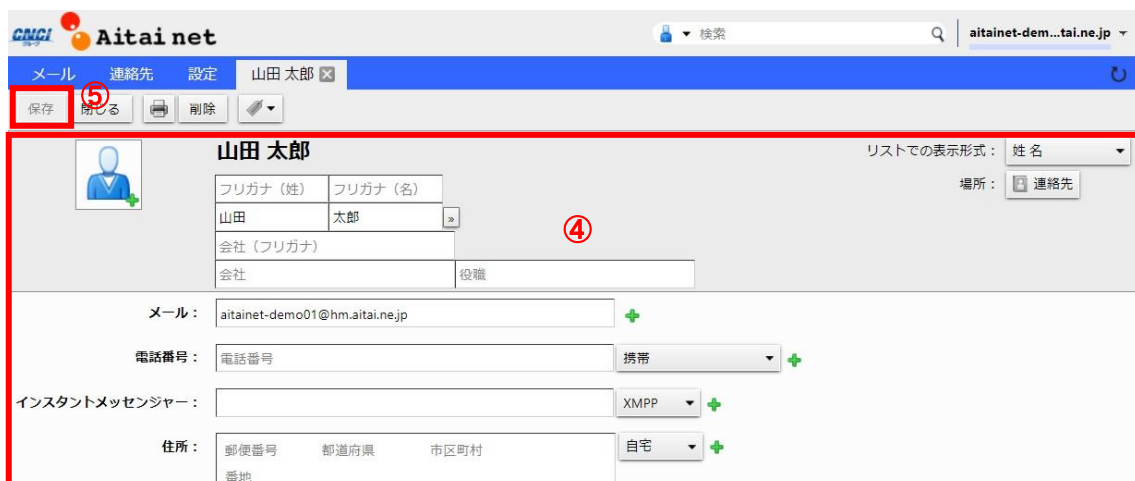 CNCI グループ Aitai net 検索 aitainet-dem...tai.ne.jp
メール 連絡先 設定 山田 太郎
保存 ⑤ 閉じる 削除
山田 太郎 リストでの表示形式： 姓 名
フリガナ（姓） フリガナ（名） 場所： 連絡先
山田 太郎 »
④
会社（フリガナ）
会社 役職
メール： aitainet-demo01@hm.aitai.ne.jp
電話番号： 電話番号 携帯
インスタントメッセンジャー： XMPP
住所： 郵便番号 都道府県 市区町村 自宅
番地